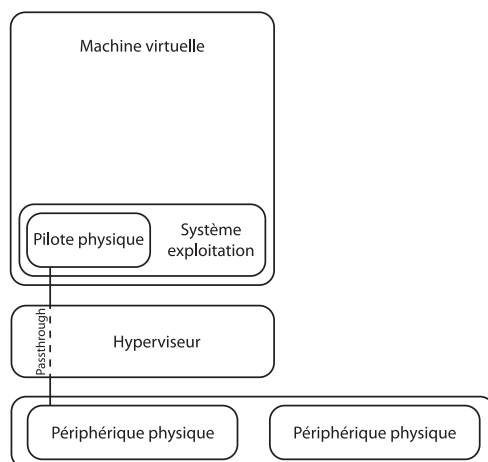 Machine virtuelle
Pilote physique
Système
exploitation
Passthrough
Hyperviseur
Périphérique physique
Périphérique physique